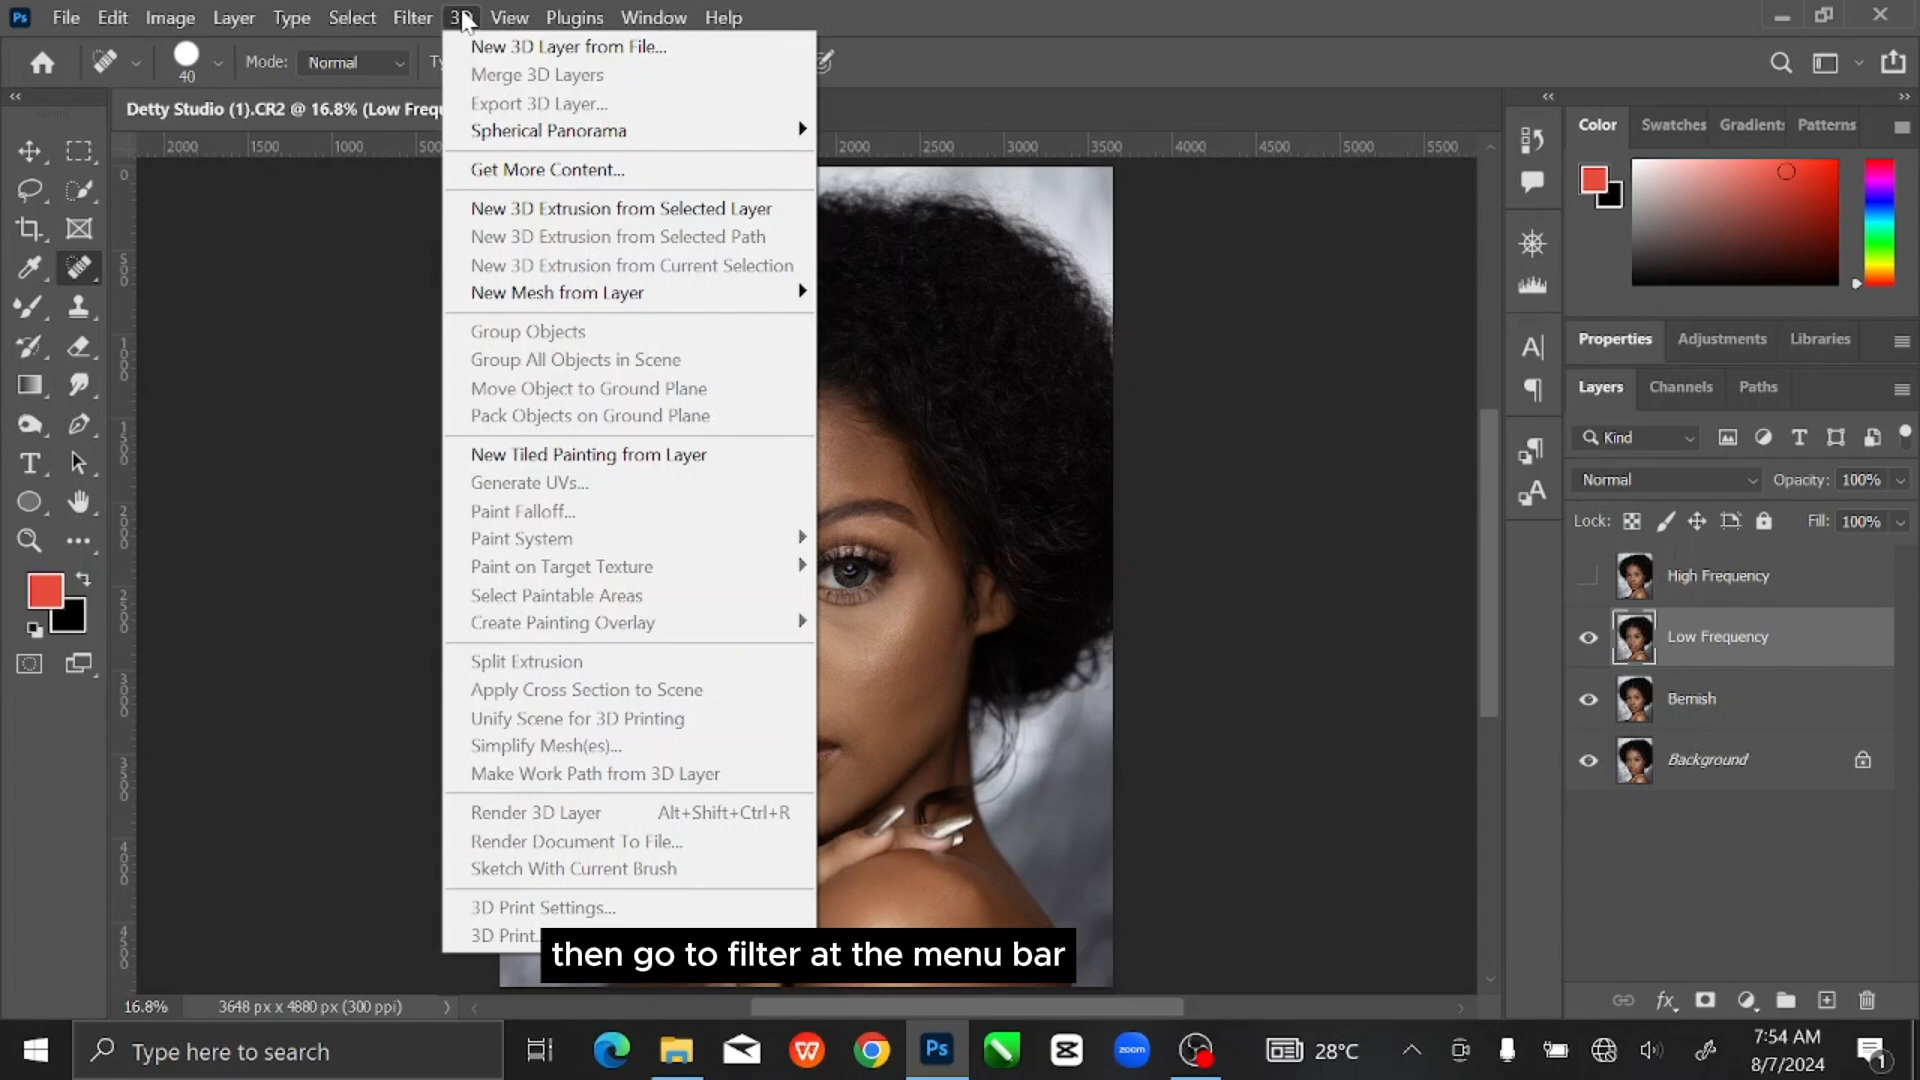 Ps File Edit Image Layer Type Select Filter 3D View Plugins Window Help
40 Mode: Normal
Detty Studio (1).CR2 @ 16.8% (Low Frequ
Color Swatches Gradients Patterns
2000 1500 1000 500 2000 2500 3000 3500 4000 4500 5000 5500
New 3D Layer from File...
Merge 3D Layers
Export 3D Layer...
Spherical Panorama
Get More Content...
New 3D Extrusion from Selected Layer
New 3D Extrusion from Selected Path
New 3D Extrusion from Current Selection
New Mesh from Layer
Group Objects
Group All Objects in Scene
Move Object to Ground Plane
Pack Objects on Ground Plane
New Tiled Painting from Layer
Generate UVs...
Paint Falloff...
Paint System
Paint on Target Texture
Select Paintable Areas
Create Painting Overlay
Split Extrusion
Apply Cross Section to Scene
Unify Scene for 3D Printing
Simplify Mesh(es)...
Make Work Path from 3D Layer
Render 3D Layer Alt+Shift+Ctrl+R
Render Document To File...
Sketch With Current Brush
3D Print Settings...
3D Print..
then go to filter at the menu bar
Properties Adjustments Libraries
Layers Channels Paths
Kind
Normal Opacity: 100%
Lock: Fill: 100%
High Frequency
Low Frequency
Bemish
Background
16.8% 3648 px x 4880 px (300 ppi)
Type here to search
Ps zoom
28°C
7:54 AM
8/7/2024
1